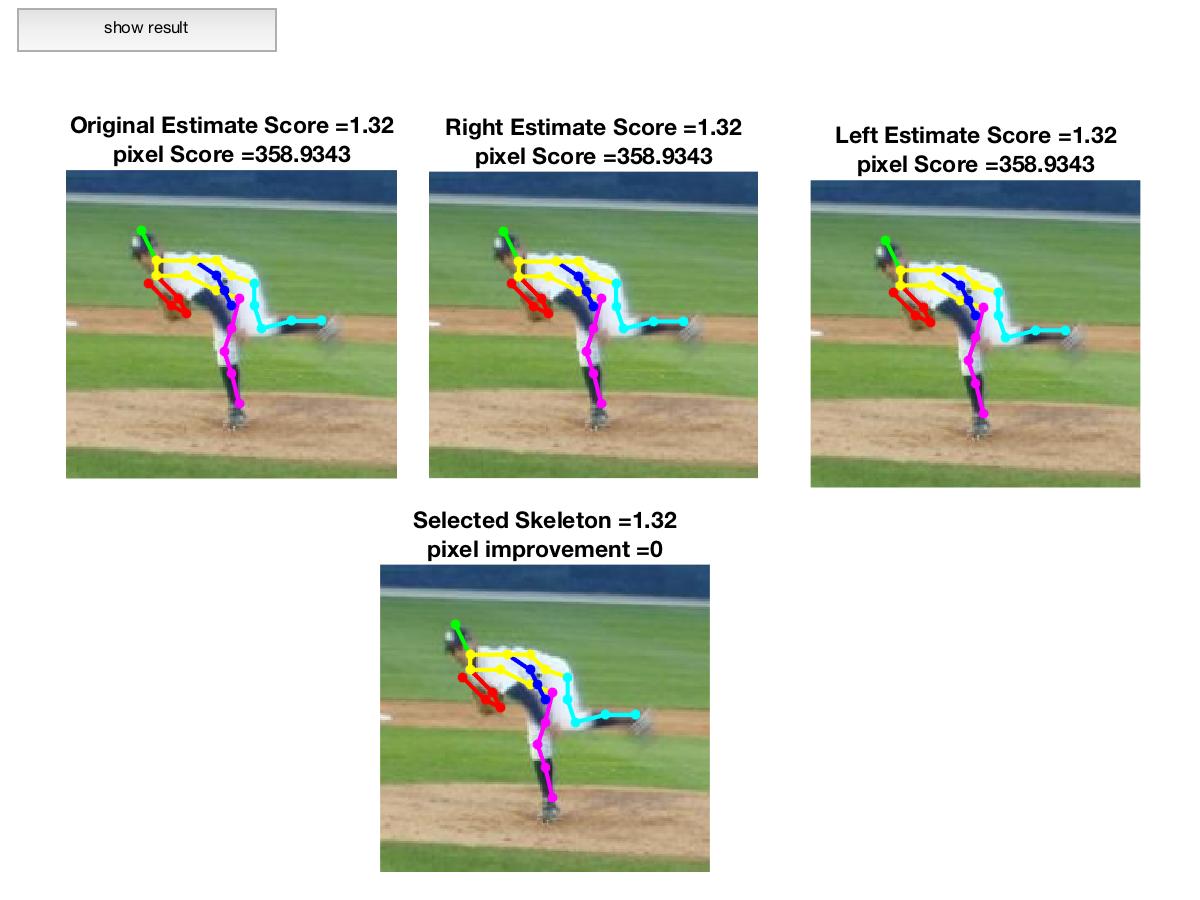 show result
Original Estimate Score =1.32
pixel Score =358.9343
Right Estimate Score =1.32
pixel Score =358.9343
Left Estimate Score =1.32
pixel Score =358.9343
Selected Skeleton =1.32
pixel improvement =0